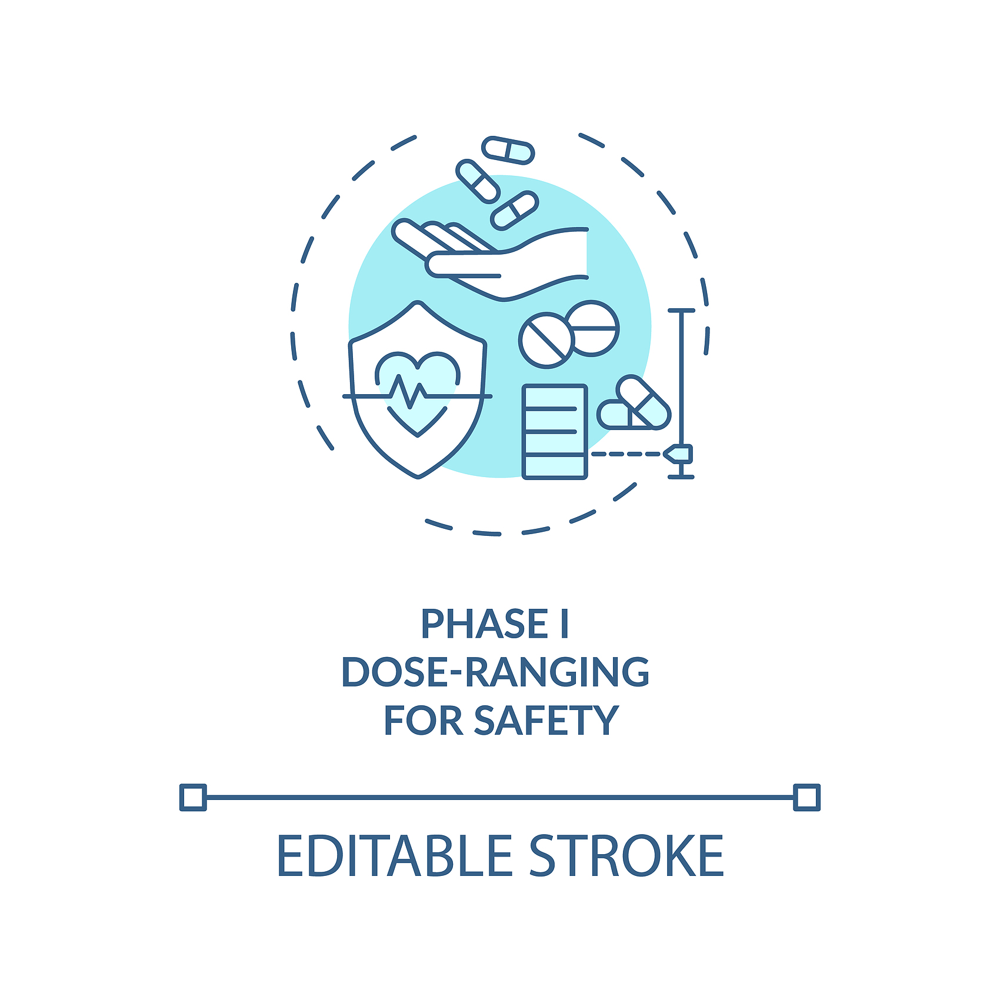 PHASE I
DOSE-RANGING
FOR SAFETY
EDITABLE STROKE